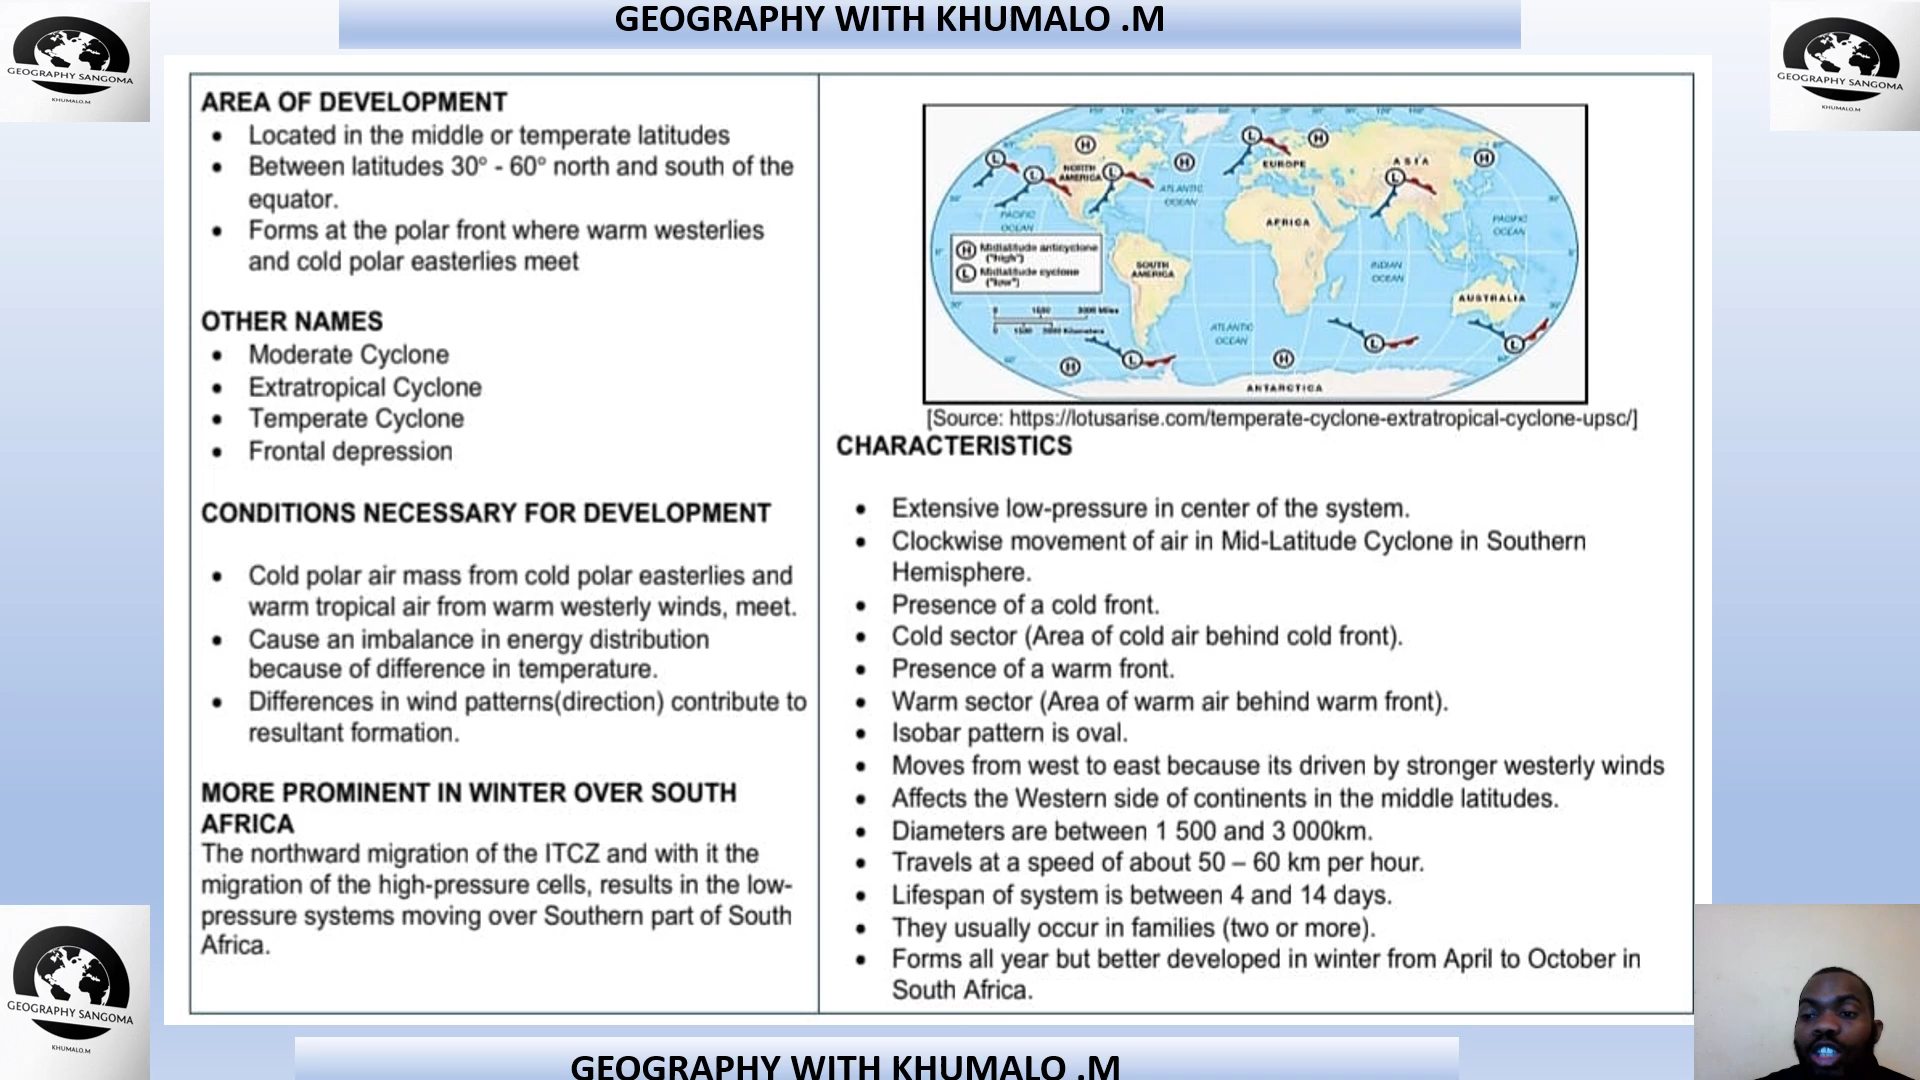 GEOGRAPHY WITH KHUMALO .M
GEOGRAPHY SANGOMA
KHUMALO.M
GEOGRAPHY SANGOMA
KHUMALO.M
AREA OF DEVELOPMENT
• Located in the middle or temperate latitudes
• Between latitudes 30° - 60° north and south of the
equator.
• Forms at the polar front where warm westerlies
and cold polar easterlies meet
OTHER NAMES
• Moderate Cyclone
• Extratropical Cyclone
• Temperate Cyclone
• Frontal depression
CONDITIONS NECESSARY FOR DEVELOPMENT
• Cold polar air mass from cold polar easterlies and
warm tropical air from warm westerly winds, meet.
• Cause an imbalance in energy distribution
because of difference in temperature.
• Differences in wind patterns(direction) contribute to
resultant formation.
MORE PROMINENT IN WINTER OVER SOUTH
AFRICA
The northward migration of the ITCZ and with it the
migration of the high-pressure cells, results in the low-
pressure systems moving over Southern part of South
Africa.
L H L NORTH
AMERICA L H L H
EUROPE
ASIA
L H
ATLANTIC
OCEAN
PACIFIC
OCEAN
AFRICA
PACIFIC
OCEAN
H Midlatitude anticyclone
("high")
L Midlatitude cyclone
("low")
SOUTH
AMERICA
INDIAN
OCEAN
AUSTRALIA
ATLANTIC
OCEAN
H L H L L
ANTARCTICA
[Source: https://lotusarise.com/temperate-cyclone-extratropical-cyclone-upsc/]
CHARACTERISTICS
• Extensive low-pressure in center of the system.
• Clockwise movement of air in Mid-Latitude Cyclone in Southern
Hemisphere.
• Presence of a cold front.
• Cold sector (Area of cold air behind cold front).
• Presence of a warm front.
• Warm sector (Area of warm air behind warm front).
• Isobar pattern is oval.
• Moves from west to east because its driven by stronger westerly winds
• Affects the Western side of continents in the middle latitudes.
• Diameters are between 1 500 and 3 000km.
• Travels at a speed of about 50 – 60 km per hour.
• Lifespan of system is between 4 and 14 days.
• They usually occur in families (two or more).
• Forms all year but better developed in winter from April to October in
South Africa.
GEOGRAPHY SANGOMA
KHUMALO.M
GEOGRAPHY WITH KHUMALO .M